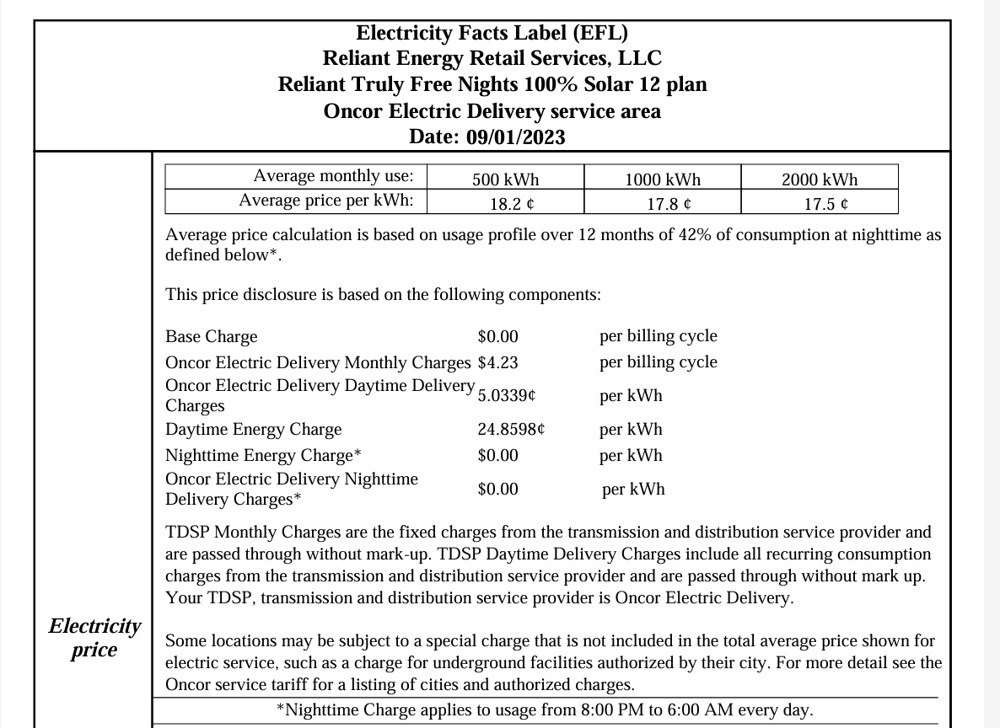 Electricity Facts Label (EFL)
Reliant Energy Retail Services, LLC
Reliant Truly Free Nights 100% Solar 12 plan
Oncor Electric Delivery service area
Date: 09/01/2023
Average monthly use: 500 kWh 1000 kWh 2000 kWh
Average price per kWh: 18.2 ¢ 17.8 ¢ 17.5 ¢
Average price calculation is based on usage profile over 12 months of 42% of consumption at nighttime as
defined below*.
This price disclosure is based on the following components:
Base Charge $0.00 per billing cycle
Oncor Electric Delivery Monthly Charges $4.23 per billing cycle
Oncor Electric Delivery Daytime Delivery
Charges 5.0339¢ per kWh
Daytime Energy Charge 24.8598¢ per kWh
Nighttime Energy Charge* $0.00 per kWh
Oncor Electric Delivery Nighttime
Delivery Charges* $0.00 per kWh
TDSP Monthly Charges are the fixed charges from the transmission and distribution service provider and
are passed through without mark-up. TDSP Daytime Delivery Charges include all recurring consumption
charges from the transmission and distribution service provider and are passed through without mark up.
Your TDSP, transmission and distribution service provider is Oncor Electric Delivery.
Electricity
price
Some locations may be subject to a special charge that is not included in the total average price shown for
electric service, such as a charge for underground facilities authorized by their city. For more detail see the
Oncor service tariff for a listing of cities and authorized charges.
*Nighttime Charge applies to usage from 8:00 PM to 6:00 AM every day.